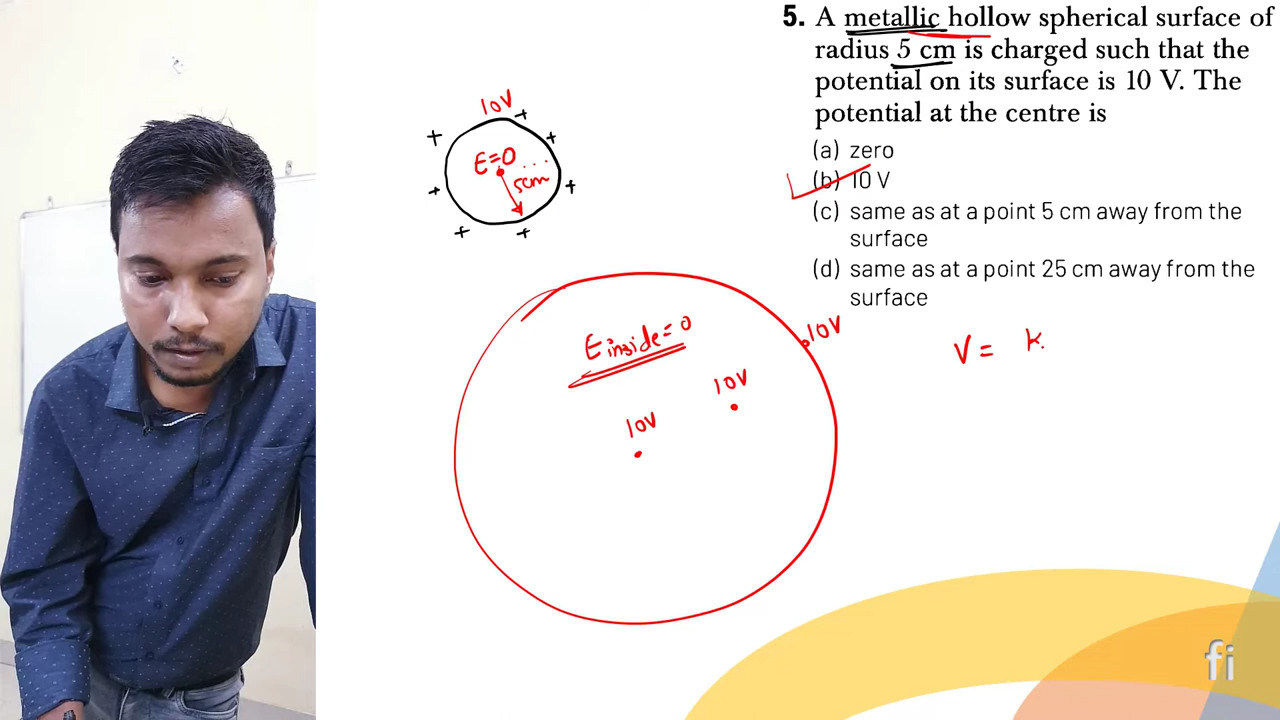 5. A metallic hollow spherical surface of
radius 5 cm is charged such that the
potential on its surface is 10 V. The
potential at the centre is
(a) zero
(b) 10 V
(c) same as at a point 5 cm away from the
surface
(d) same as at a point 25 cm away from the
surface
10V
+ + + + + + +
E=0 ...
5cm
E inside = 0
10V
10V
10V
V = K
fi